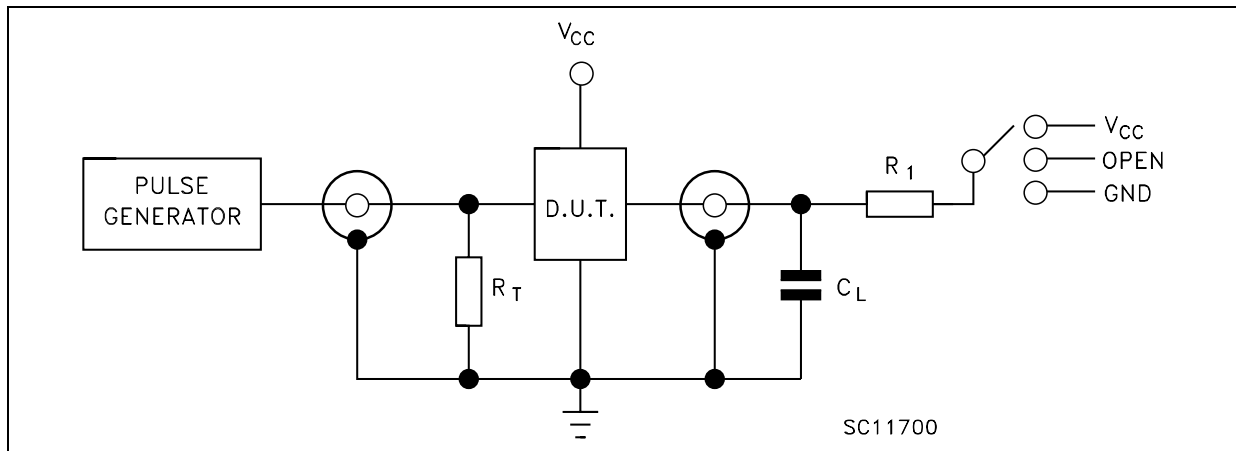 VCC
PULSE
GENERATOR
D.U.T.
RT
CL
R1
VCC
OPEN
GND
SC11700